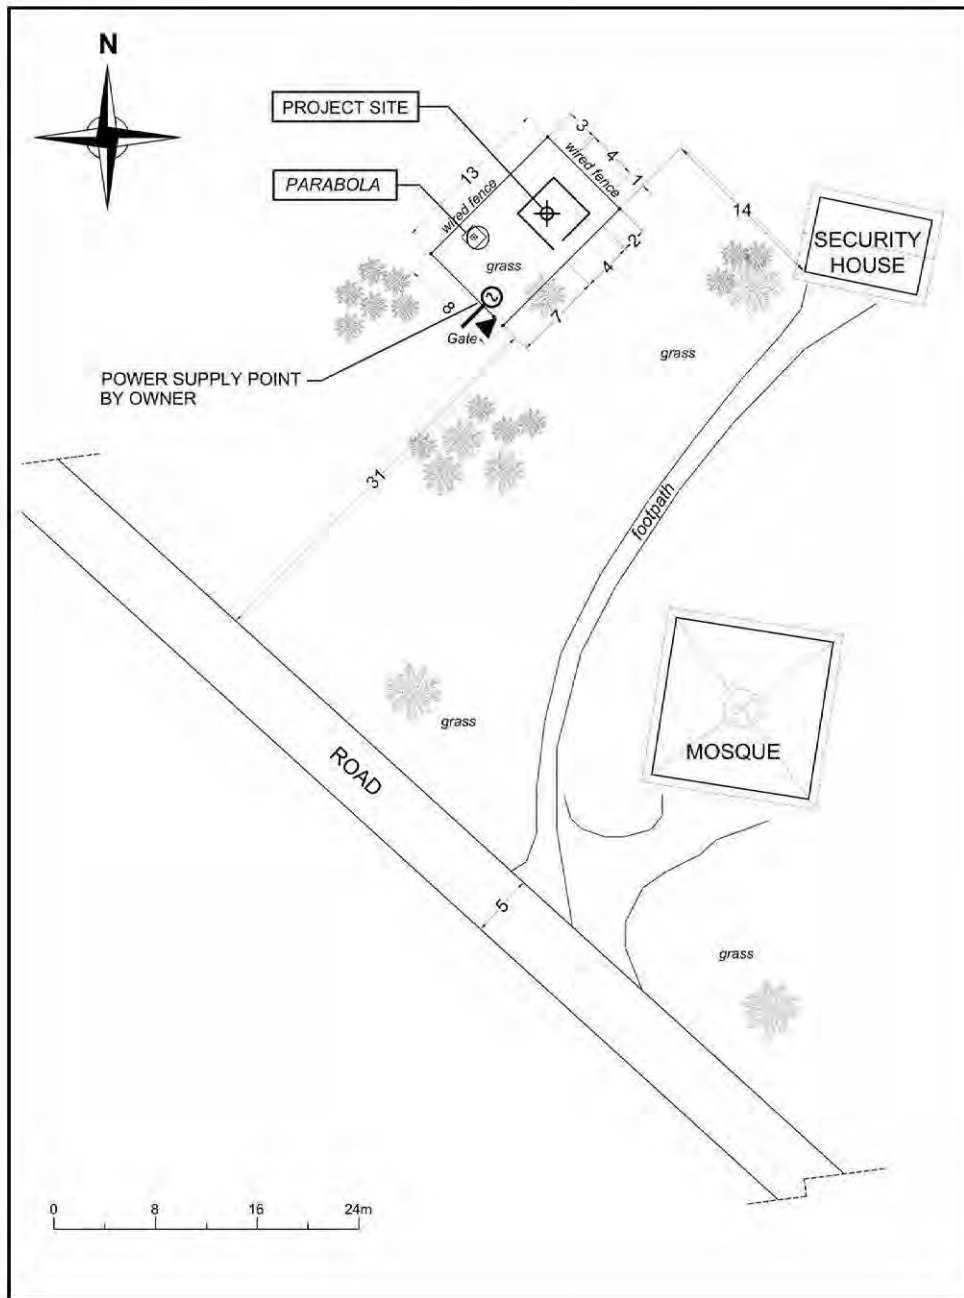 N
PROJECT SITE
PARABOLA
13
wired fence
3
4
1
wired fence
14
SECURITY
HOUSE
2
4
7
grass
8
Gate
grass
POWER SUPPLY POINT
BY OWNER
31
footpath
grass
ROAD
MOSQUE
5
grass
0 8 16 24m